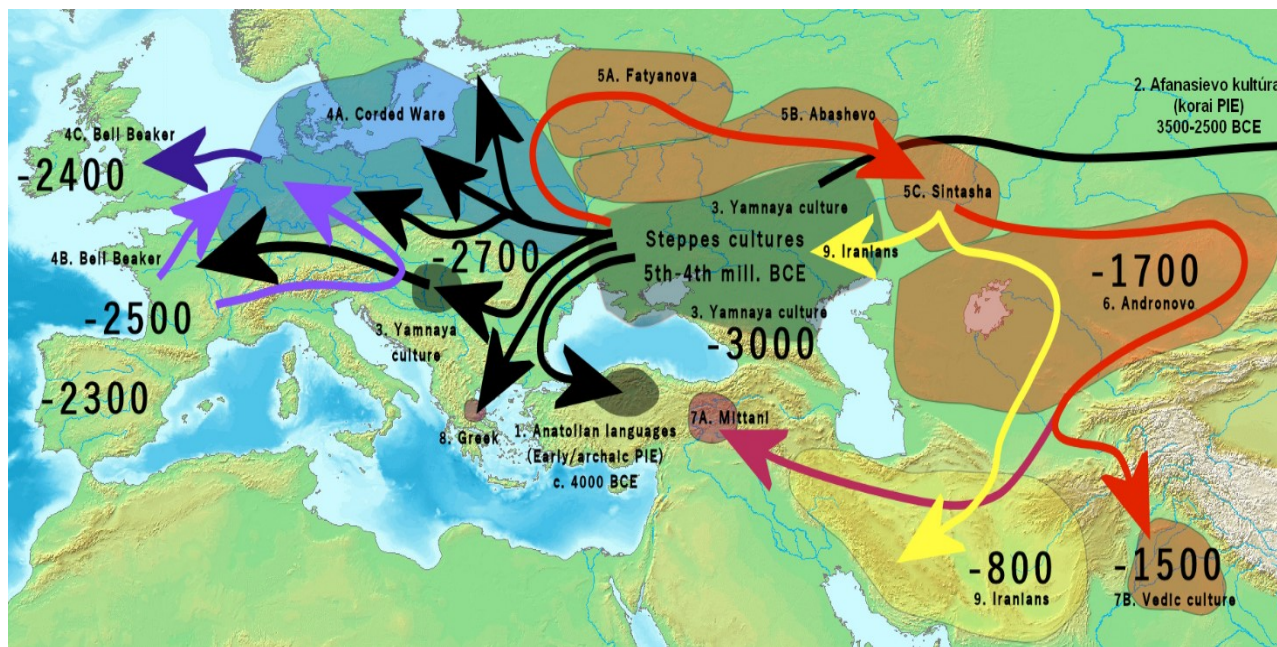 5A. Fatyanova
2. Afanasievo kultúra
(korai PIE)
3500-2500 BCE
4A. Corded Ware
5B. Abashevo
4C. Bell Beaker
-2400
5C. Sintasha
3. Yamnaya culture
Steppes cultures
5th-4th mill. BCE
9. Iranians
4B. Bell Beaker
-2700
-1700
6. Andronovo
-2500
3. Yamnaya
culture
3. Yamnaya culture
-3000
-2300
8. Greek
1. Anatolian languages
(Early/archaic PIE)
c. 4000 BCE
7A. Mittani
-800
9. Iranians
-1500
7B. Vedic culture